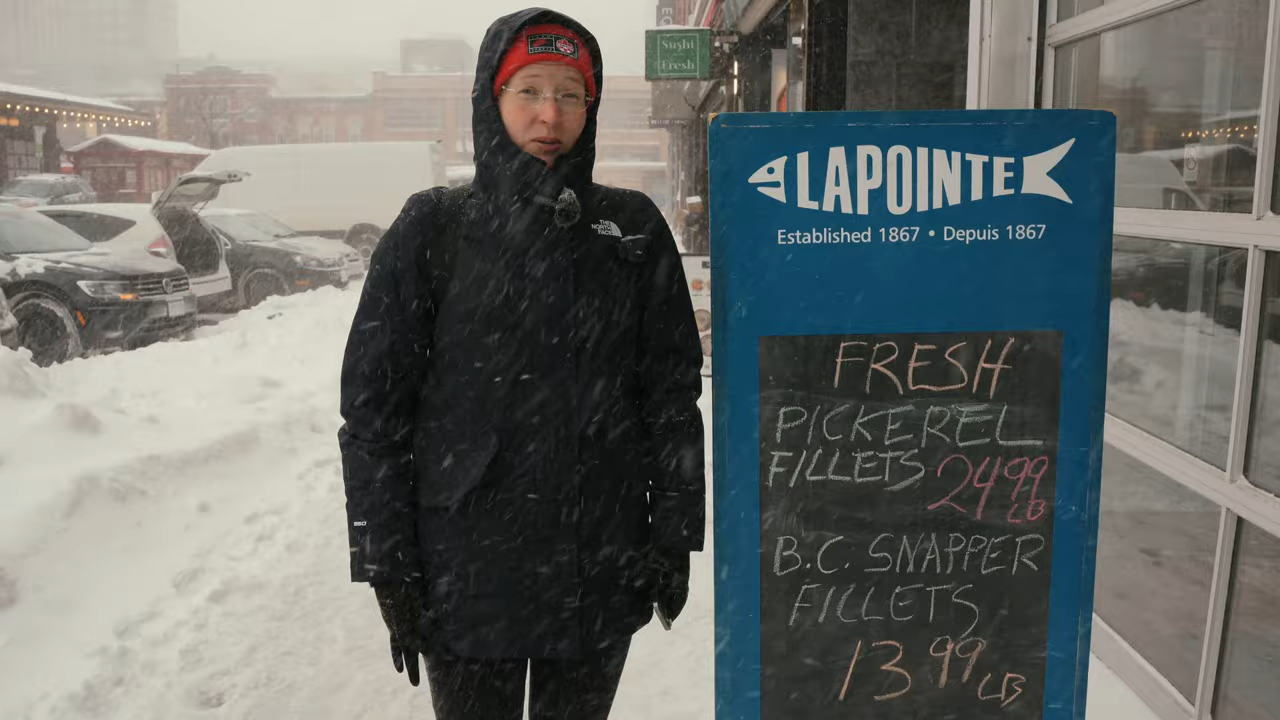 Sushi
Fresh
THE
NORTH
FACE
550
LAPOINTE
Established 1867 • Depuis 1867
FRESH
PICKEREL
FILLETS 24 99
LB
B.C. SNAPPER
FILLETS
13 99 LB